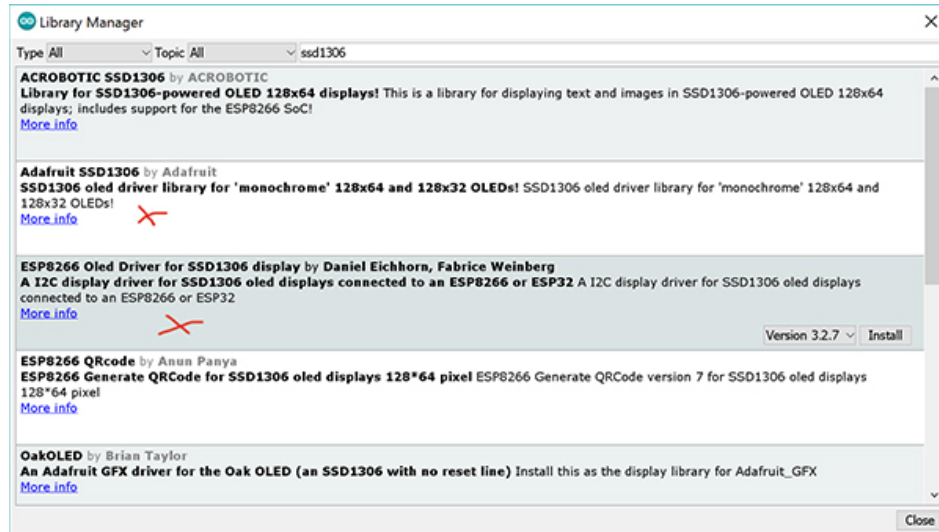 Library Manager
Type All Topic All ssd1306
ACROBOTIC SSD1306 by ACROBOTIC
Library for SSD1306-powered OLED 128x64 displays! This is a library for displaying text and images in SSD1306-powered OLED 128x64
displays; includes support for the ESP8266 SoC!
More info
Adafruit SSD1306 by Adafruit
SSD1306 oled driver library for 'monochrome' 128x64 and 128x32 OLEDs! SSD1306 oled driver library for 'monochrome' 128x64 and
128x32 OLEDs!
More info
ESP8266 Oled Driver for SSD1306 display by Daniel Eichhorn, Fabrice Weinberg
A I2C display driver for SSD1306 oled displays connected to an ESP8266 or ESP32 A I2C display driver for SSD1306 oled displays
connected to an ESP8266 or ESP32
More info
Version 3.2.7 Install
ESP8266 QRcode by Anun Panya
ESP8266 Generate QRCode for SSD1306 oled displays 128*64 pixel ESP8266 Generate QRCode version 7 for SSD1306 oled displays
128*64 pixel
More info
OakOLED by Brian Taylor
An Adafruit GFX driver for the Oak OLED (an SSD1306 with no reset line) Install this as the display library for Adafruit_GFX
More info
Close